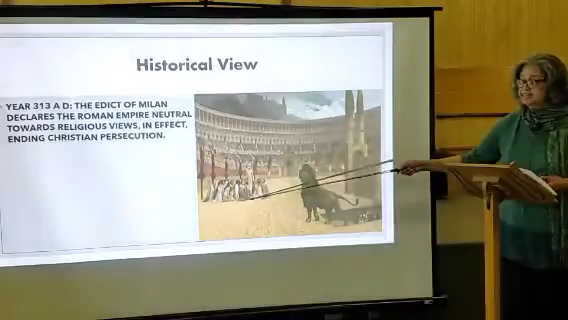 Historical View
YEAR 313 A D: THE EDICT OF MILAN
DECLARES THE ROMAN EMPIRE NEUTRAL
TOWARDS RELIGIOUS VIEWS, IN EFFECT,
ENDING CHRISTIAN PERSECUTION.